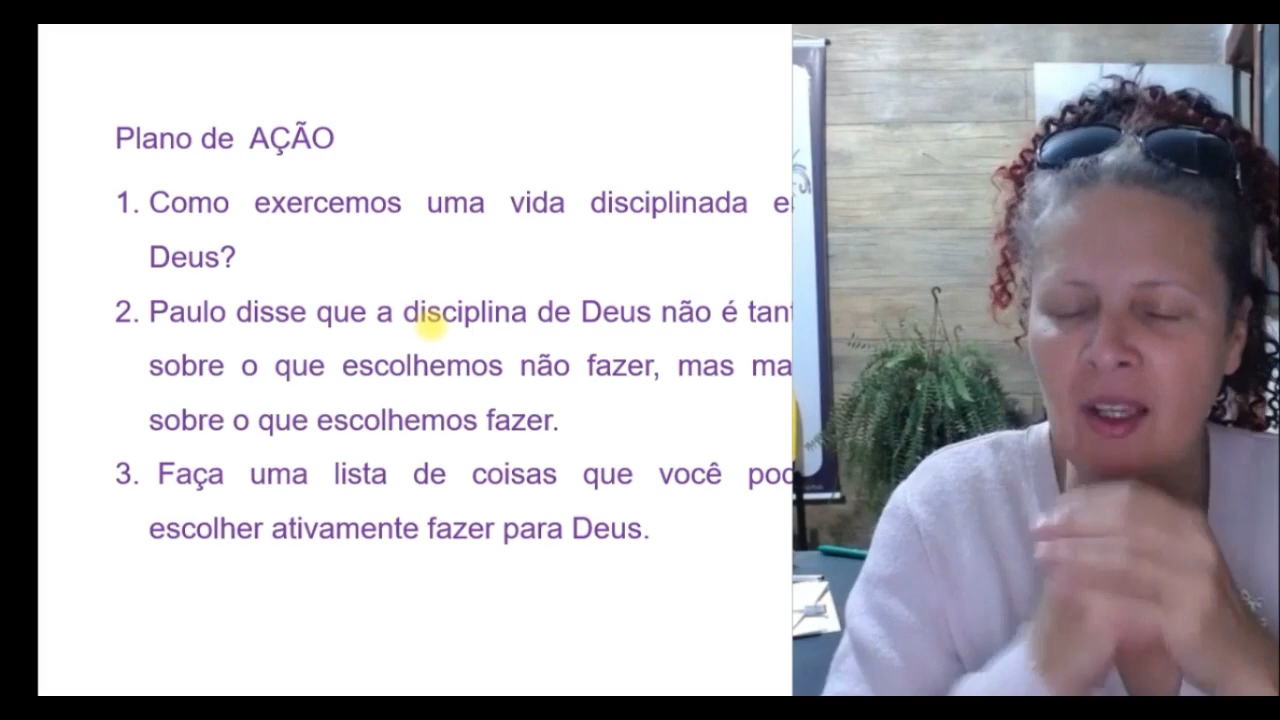 Plano de AÇÃO
1. Como exercemos uma vida disciplinada
Deus?
2. Paulo disse que a disciplina de Deus não é
sobre o que escolhemos não fazer, mas
sobre o que escolhemos fazer.
3. Faça uma lista de coisas que você
escolher ativamente fazer para Deus.